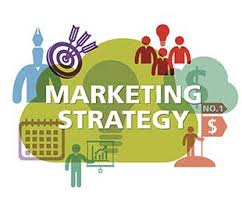 MARKETING
STRATEGY
NO.1
$
$